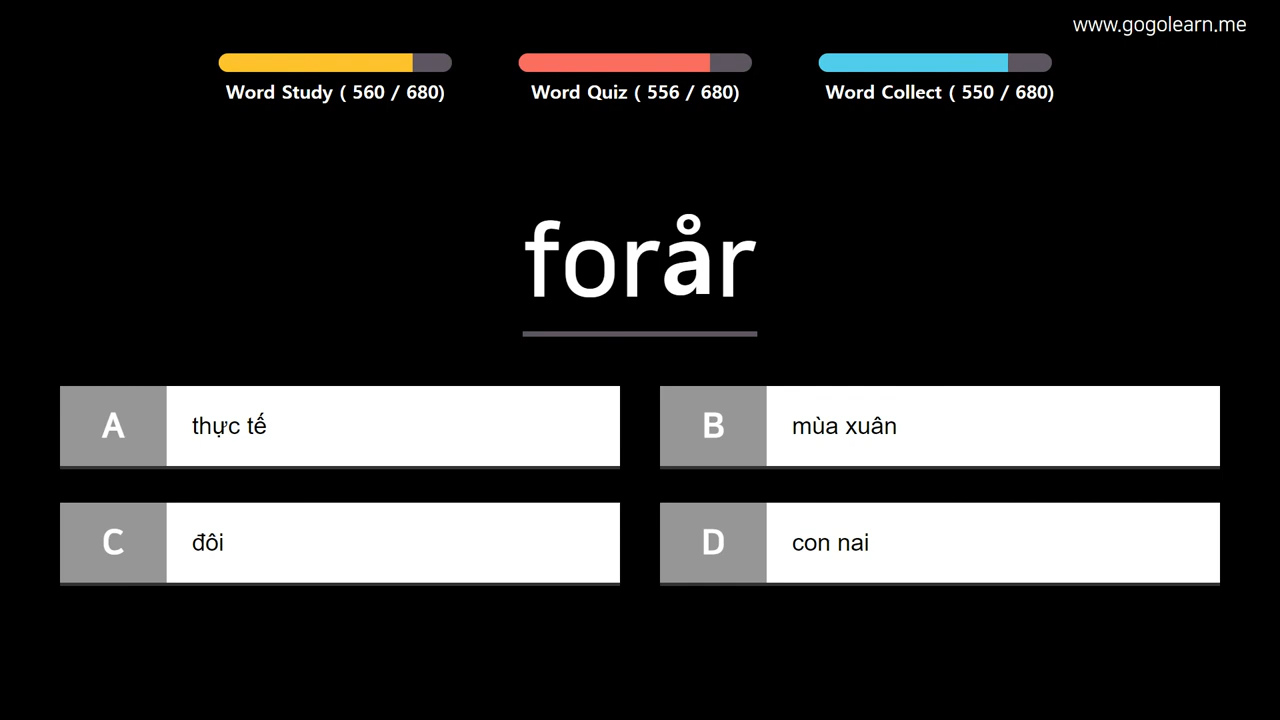 www.gogolearn.me
Word Study ( 560 / 680)
Word Quiz ( 556 / 680)
Word Collect ( 550 / 680)
forår
A thực tế
B mùa xuân
C đôi
D con nai